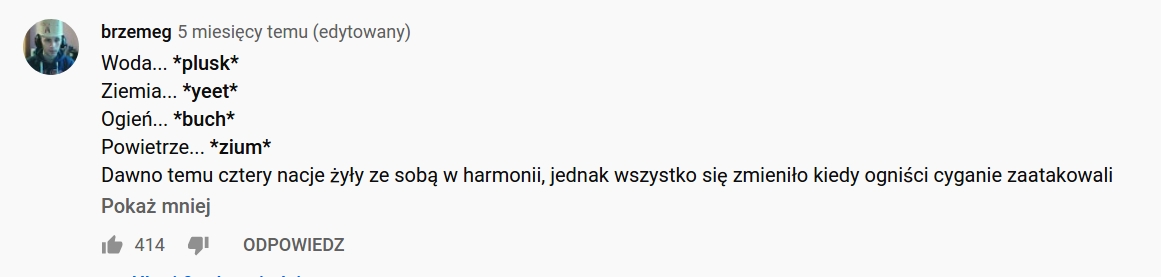 brzemeg 5 miesięcy temu (edytowany)
Woda... *plusk*
Ziemia... *yeet*
Ogień... *buch*
Powietrze... *zium*
Dawno temu cztery nacje żyły ze sobą w harmonii, jednak wszystko się zmieniło kiedy ogniści cyganie zaatakowali
Pokaż mniej
414 ODPOWIEDZ